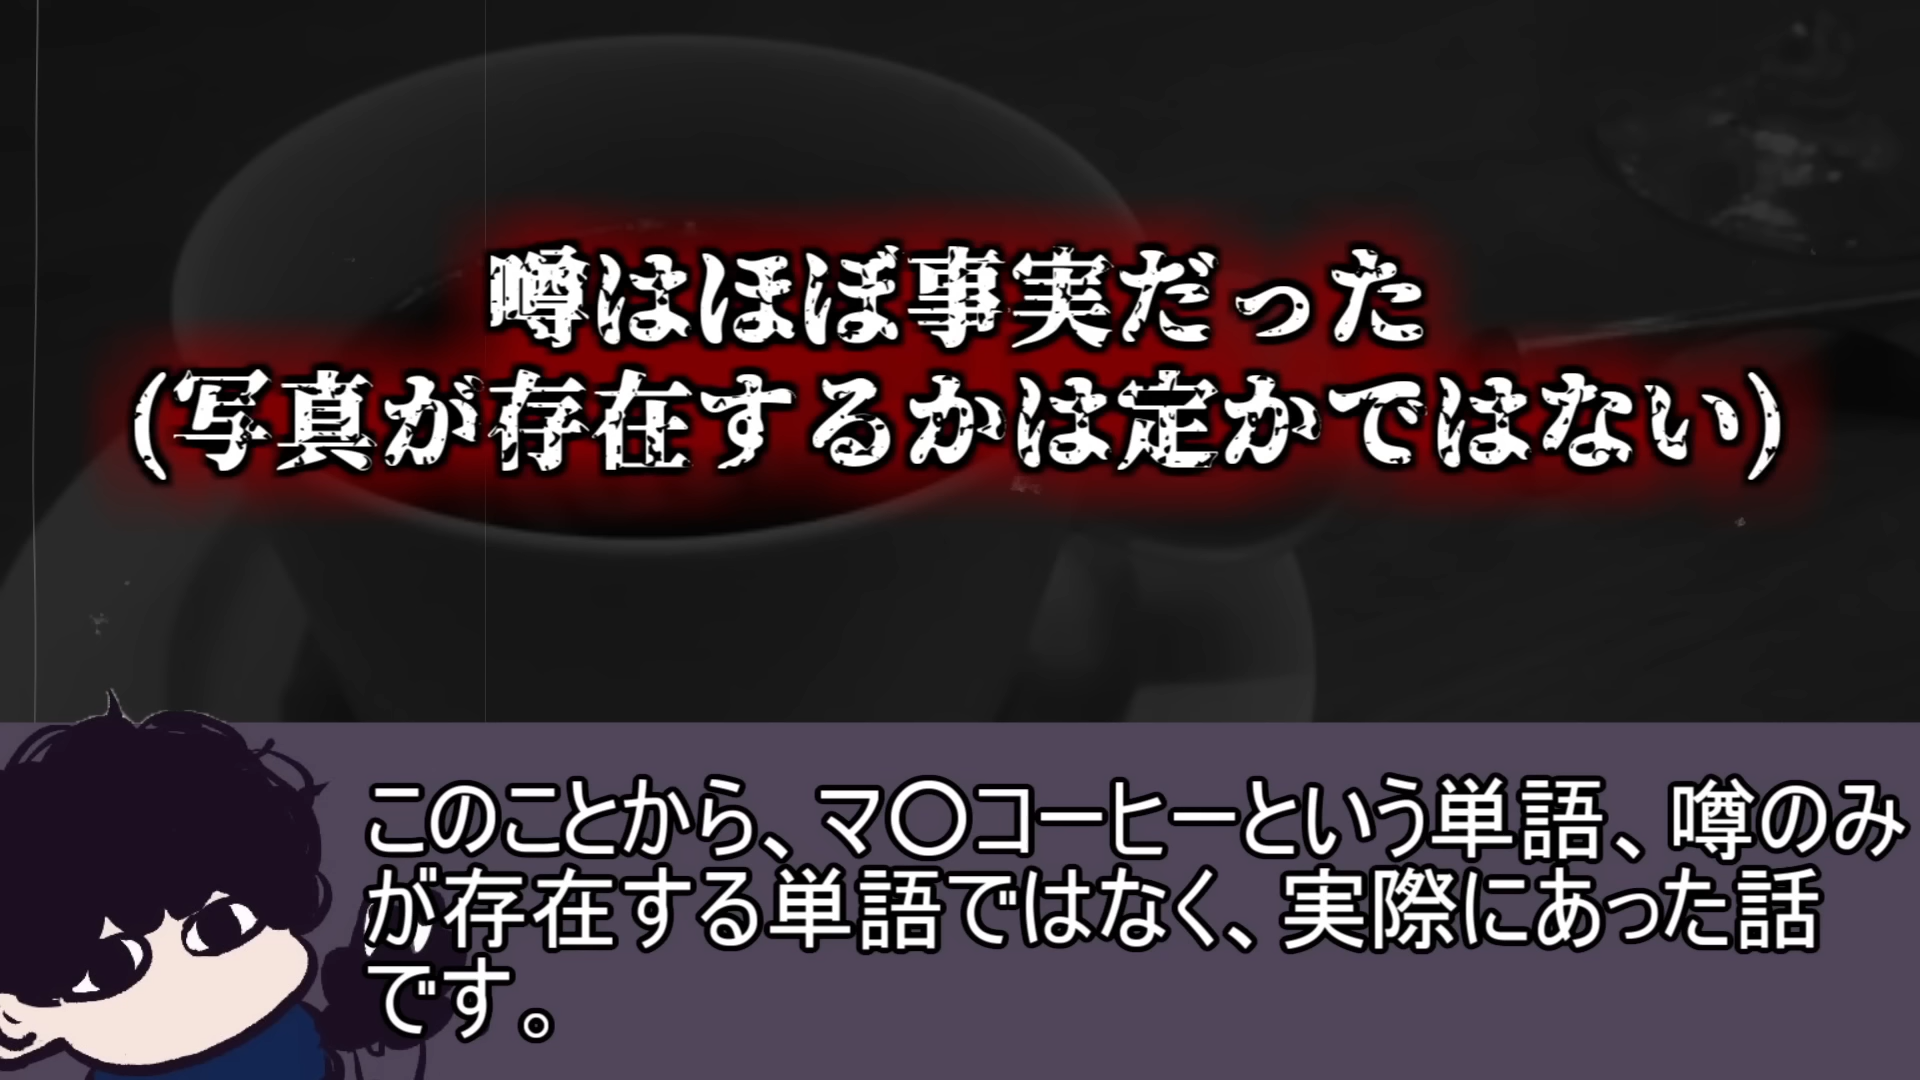 噂はほぼ事実だった
(写真が存在するかは定かではない)
このことから、マ〇コーヒーという単語、噂のみ
が存在する単語ではなく、実際にあった話
です。